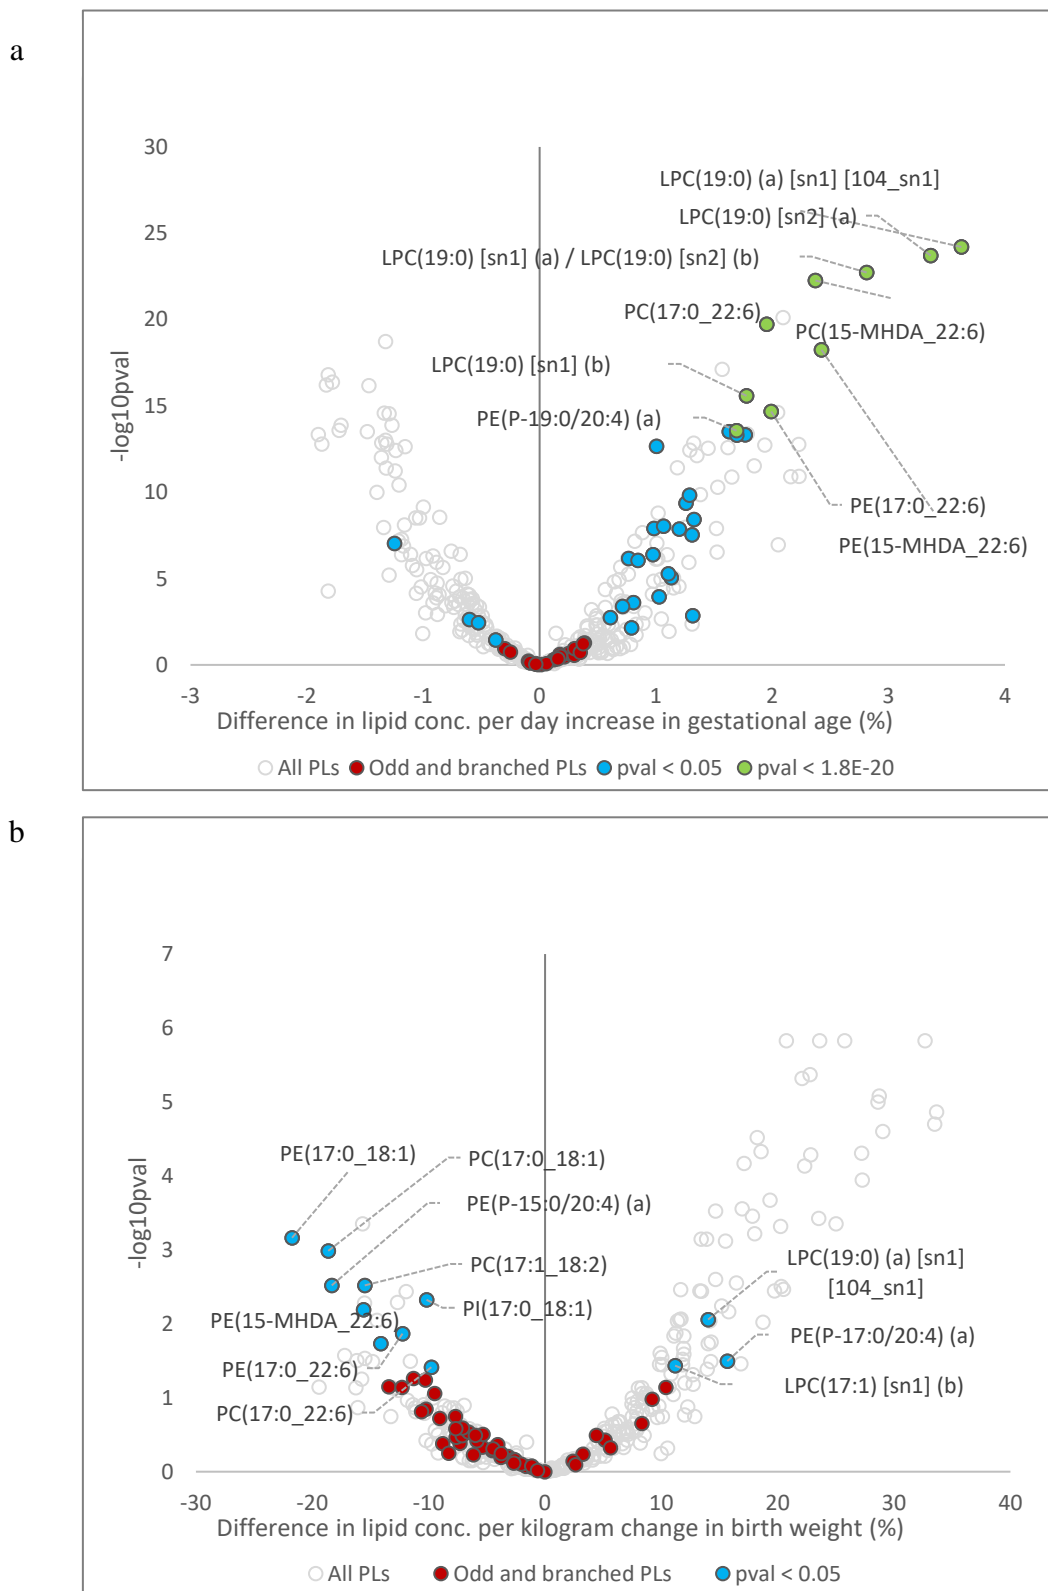 a
30
25
20
15
10
5
0
-log10pval
LPC(19:0) (a) [sn1] [104_sn1]
LPC(19:0) [sn2] (a)
LPC(19:0) [sn1] (a) / LPC(19:0) [sn2] (b)
PC(17:0_22:6)
PC(15-MHDA_22:6)
LPC(19:0) [sn1] (b)
PE(P-19:0/20:4) (a)
PE(17:0_22:6)
PE(15-MHDA_22:6)
-3 -2 -1 0 1 2 3 4
Difference in lipid conc. per day increase in gestational age (%)
All PLs Odd and branched PLs pval < 0.05 pval < 1.8E-20
b
7
6
5
4
3
2
1
0
-log10pval
PE(17:0_18:1)
PC(17:0_18:1)
PE(P-15:0/20:4) (a)
PC(17:1_18:2)
PI(17:0_18:1)
PE(15-MHDA_22:6)
PE(17:0_22:6)
PC(17:0_22:6)
LPC(19:0) (a) [sn1]
[104_sn1]
PE(P-17:0/20:4) (a)
LPC(17:1) [sn1] (b)
-30 -20 -10 0 10 20 30 40
Difference in lipid conc. per kilogram change in birth weight (%)
All PLs Odd and branched PLs pval < 0.05